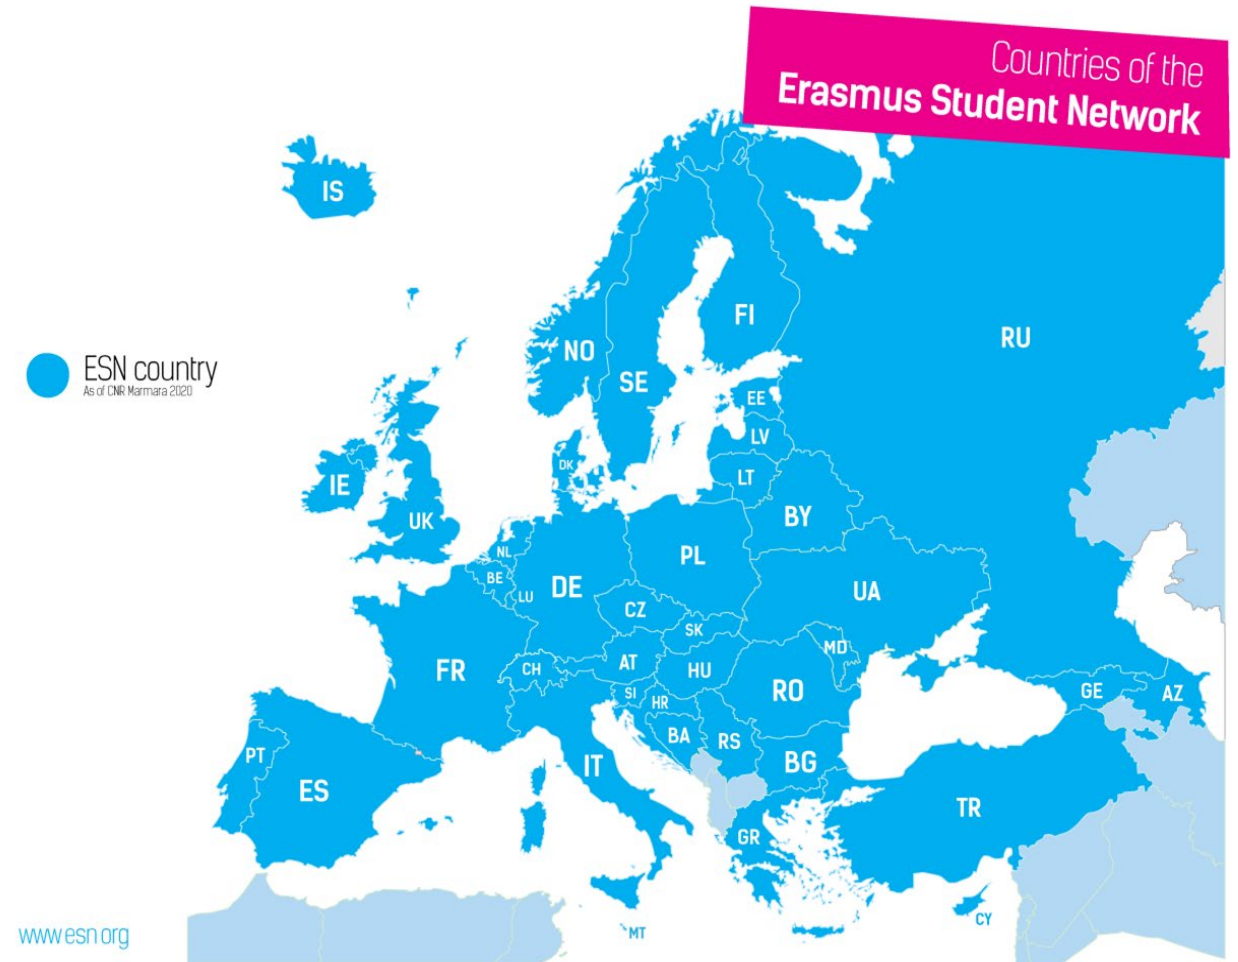 Countries of the
Erasmus Student Network
IS
FI
RU
NO
ESN country
As of CNR Marmara 2020
SE
EE
LV
DK
LT
IE
BY
UK
NL
PL
BE
DE
UA
LU
CZ
SK
MD
AT
FR
CH
HU
RO
GE
AZ
SI
HR
BA
RS
PT
BG
IT
ES
TR
GR
CY
www.esn.org
MT